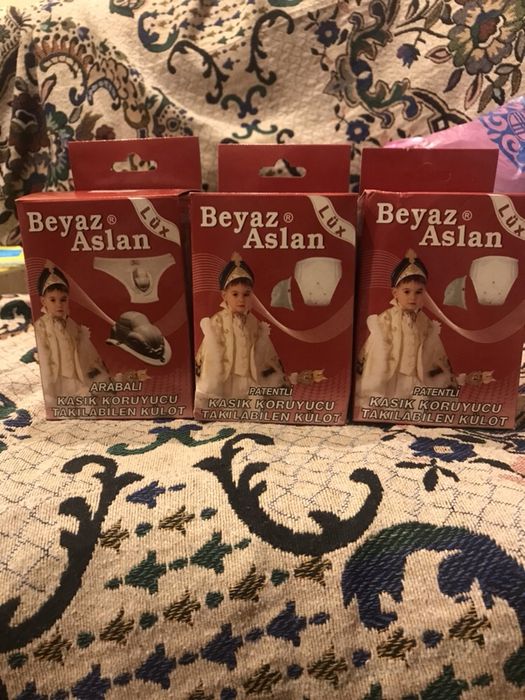 Beyaz ®
Aslan
Lüx
ARABALI
KASIK KORUYUCU
TAKILABİLEN KÜLOT
Beyaz ®
Aslan
Lüx
PATENTLİ
KASIK KORUYUCU
TAKILABİLEN KÜLOT
Beyaz ®
Aslan
Lüx
PATENTLİ
KASIK KORUYUCU
TAKILABİLEN KÜLOT